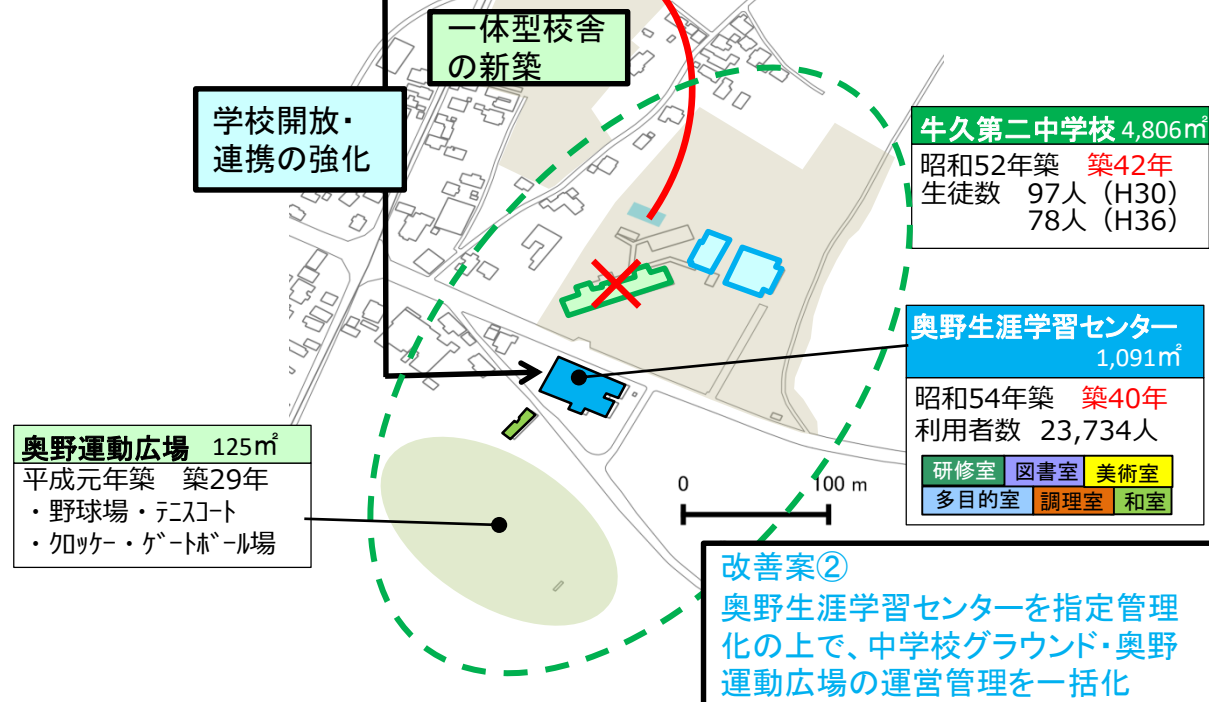 一体型校舎
の新築
学校開放・
連携の強化
牛久第二中学校 4,806㎡
昭和52年築　築42年
生徒数　97人（H30）
78人（H36）
奥野生涯学習センター
1,091㎡
昭和54年築　築40年
利用者数 23,734人
研修室 図書室 美術室
多目的室 調理室 和室
奥野運動広場 125㎡
平成元年築　築29年
・野球場・ﾃﾆｽｺｰﾄ
・ｸﾛｯｹｰ・ｹﾞｰﾄﾎﾞｰﾙ場
0 100 m
改善案②
奥野生涯学習センターを指定管理
化の上で、中学校グラウンド・奥野
運動広場の運営管理を一括化